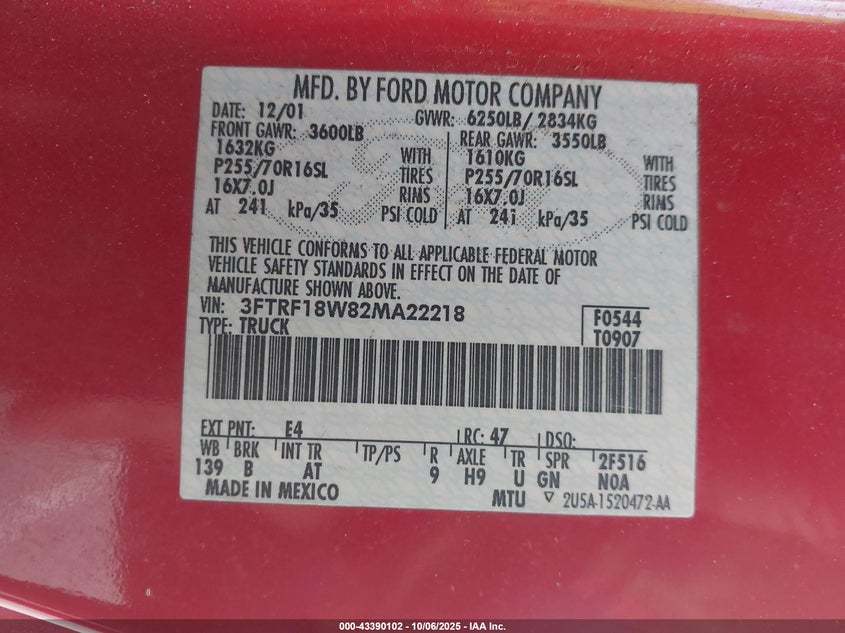 MFD. BY FORD MOTOR COMPANY
DATE: 12/01 GVWR: 6250LB/ 2834KG
FRONT GAWR: 3600LB REAR GAWR: 3550LB
1632KG WITH 1610KG WITH
P255/70R16SL TIRES P255/70R16SL TIRES
16X7.0J RIMS 16X7.0J RIMS
AT 241 kPa/35 PSI COLD AT 241 kPa/35 PSI COLD
THIS VEHICLE CONFORMS TO ALL APPLICABLE FEDERAL MOTOR
VEHICLE SAFETY STANDARDS IN EFFECT ON THE DATE OF
MANUFACTURE SHOWN ABOVE.
VIN: 3FTRF18W82MA22218 F0544
TYPE: TRUCK T0907
EXT PNT: E4 RC: 47 DSO:
WB BRK INT TR TP/PS R AXLE TR SPR 2F516
139 B AT 9 H9 U GN NOA
MADE IN MEXICO MTU ▽ 2U5A-1520472-AA
000-43390102 - 10/06/2025 - IAA Inc.